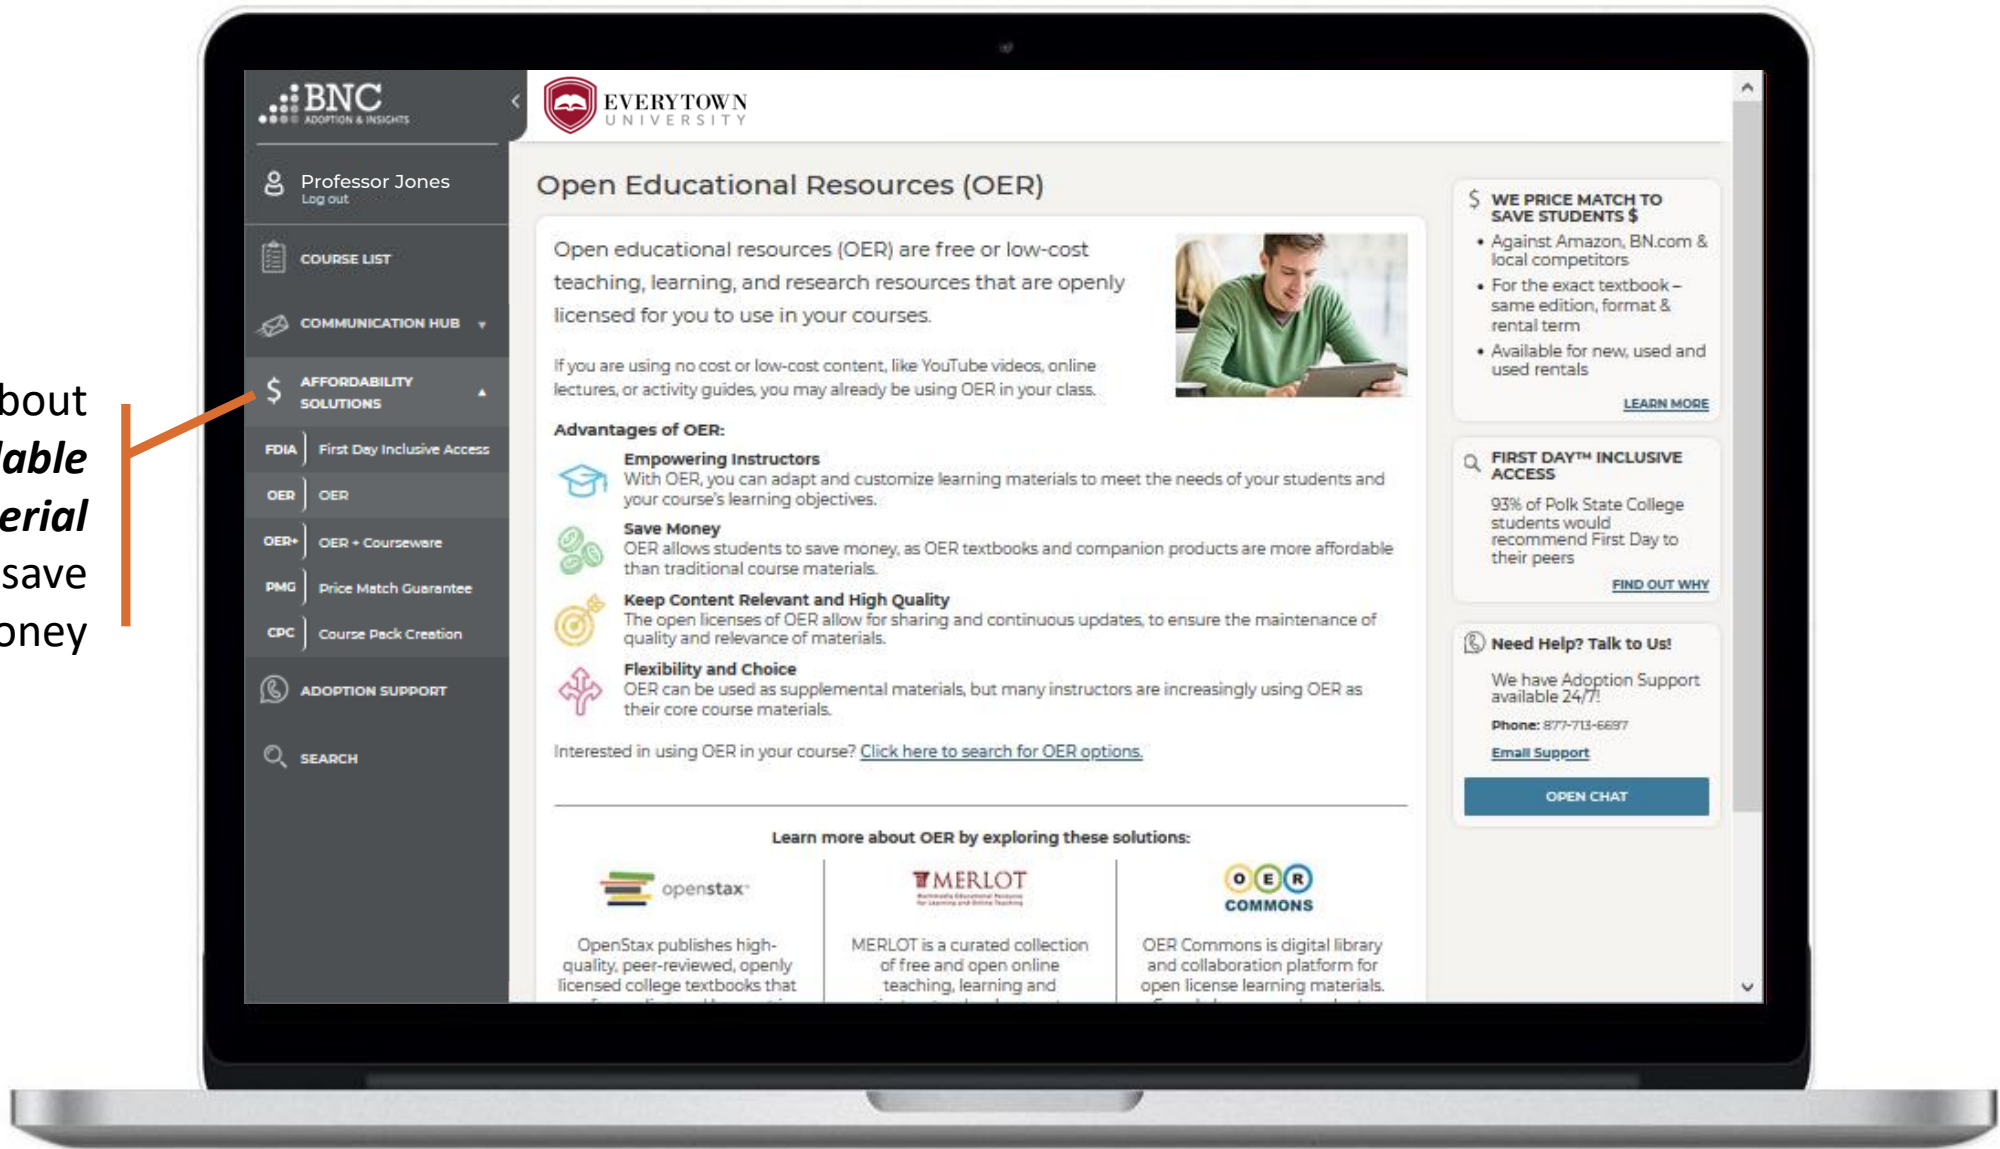 bout
lable
erial
save
oney
BNC
ADOPTION & INSIGHTS
<
Professor Jones
Log out
COURSE LIST
COMMUNICATION HUB
AFFORDABILITY
SOLUTIONS
FDIA First Day Inclusive Access
OER OER
OER+ OER + Courseware
PMG Price Match Guarantee
CPC Course Pack Creation
ADOPTION SUPPORT
SEARCH
EVERYTOWN
UNIVERSITY
Open Educational Resources (OER)
Open educational resources (OER) are free or low-cost
teaching, learning, and research resources that are openly
licensed for you to use in your courses.
If you are using no cost or low-cost content, like YouTube videos, online
lectures, or activity guides, you may already be using OER in your class.
Advantages of OER:
Empowering Instructors
With OER, you can adapt and customize learning materials to meet the needs of your students and
your course's learning objectives.
Save Money
OER allows students to save money, as OER textbooks and companion products are more affordable
than traditional course materials.
Keep Content Relevant and High Quality
The open licenses of OER allow for sharing and continuous updates, to ensure the maintenance of
quality and relevance of materials.
Flexibility and Choice
OER can be used as supplemental materials, but many instructors are increasingly using OER as
their core course materials.
Interested in using OER in your course? Click here to search for OER options.
Learn more about OER by exploring these solutions:
openstax
OpenStax publishes high-
quality, peer-reviewed, openly
licensed college textbooks that
MERLOT
Multimedia Educational Resource
for Learning and Online Teaching
MERLOT is a curated collection
of free and open online
teaching, learning and
OER
COMMONS
OER Commons is digital library
and collaboration platform for
open license learning materials.
$ WE PRICE MATCH TO
SAVE STUDENTS $
• Against Amazon, BN.com &
local competitors
• For the exact textbook –
same edition, format &
rental term
• Available for new, used and
used rentals
LEARN MORE
FIRST DAY™ INCLUSIVE
ACCESS
93% of Polk State College
students would
recommend First Day to
their peers
FIND OUT WHY
Need Help? Talk to Us!
We have Adoption Support
available 24/7!
Phone: 877-713-6697
Email Support
OPEN CHAT